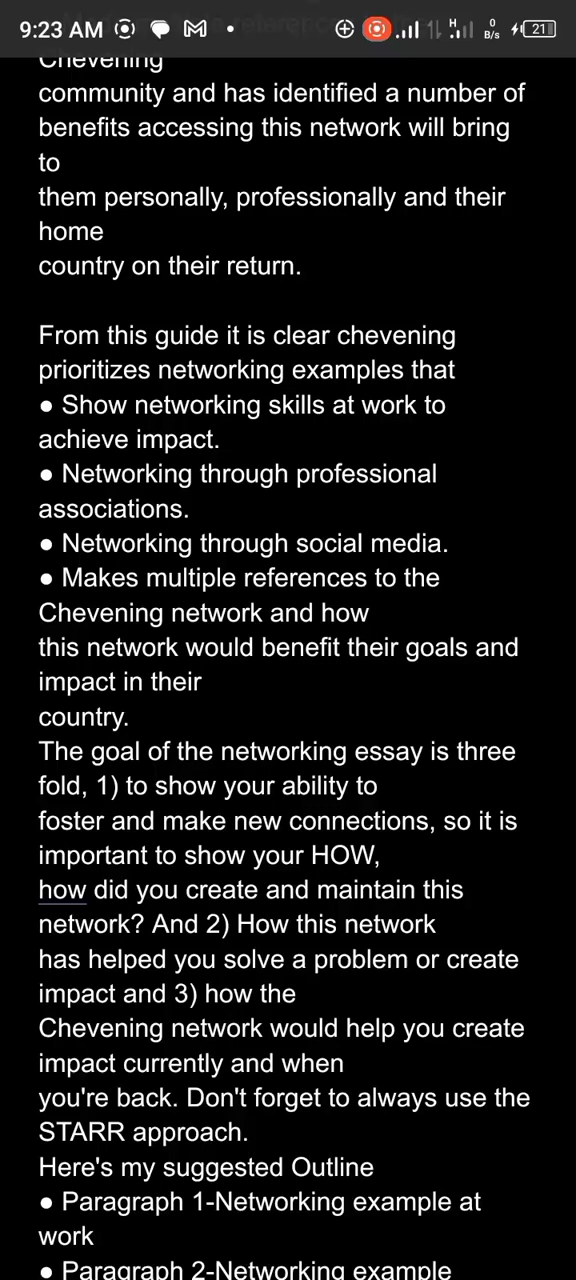 9:23 AM
H
0
B/s
21
Chevening
community and has identified a number of
benefits accessing this network will bring
to
them personally, professionally and their
home
country on their return.
From this guide it is clear chevening
prioritizes networking examples that
● Show networking skills at work to
achieve impact.
● Networking through professional
associations.
● Networking through social media.
● Makes multiple references to the
Chevening network and how
this network would benefit their goals and
impact in their
country.
The goal of the networking essay is three
fold, 1) to show your ability to
foster and make new connections, so it is
important to show your HOW,
how did you create and maintain this
network? And 2) How this network
has helped you solve a problem or create
impact and 3) how the
Chevening network would help you create
impact currently and when
you're back. Don't forget to always use the
STARR approach.
Here's my suggested Outline
● Paragraph 1-Networking example at
work
● Paragraph 2-Networking example